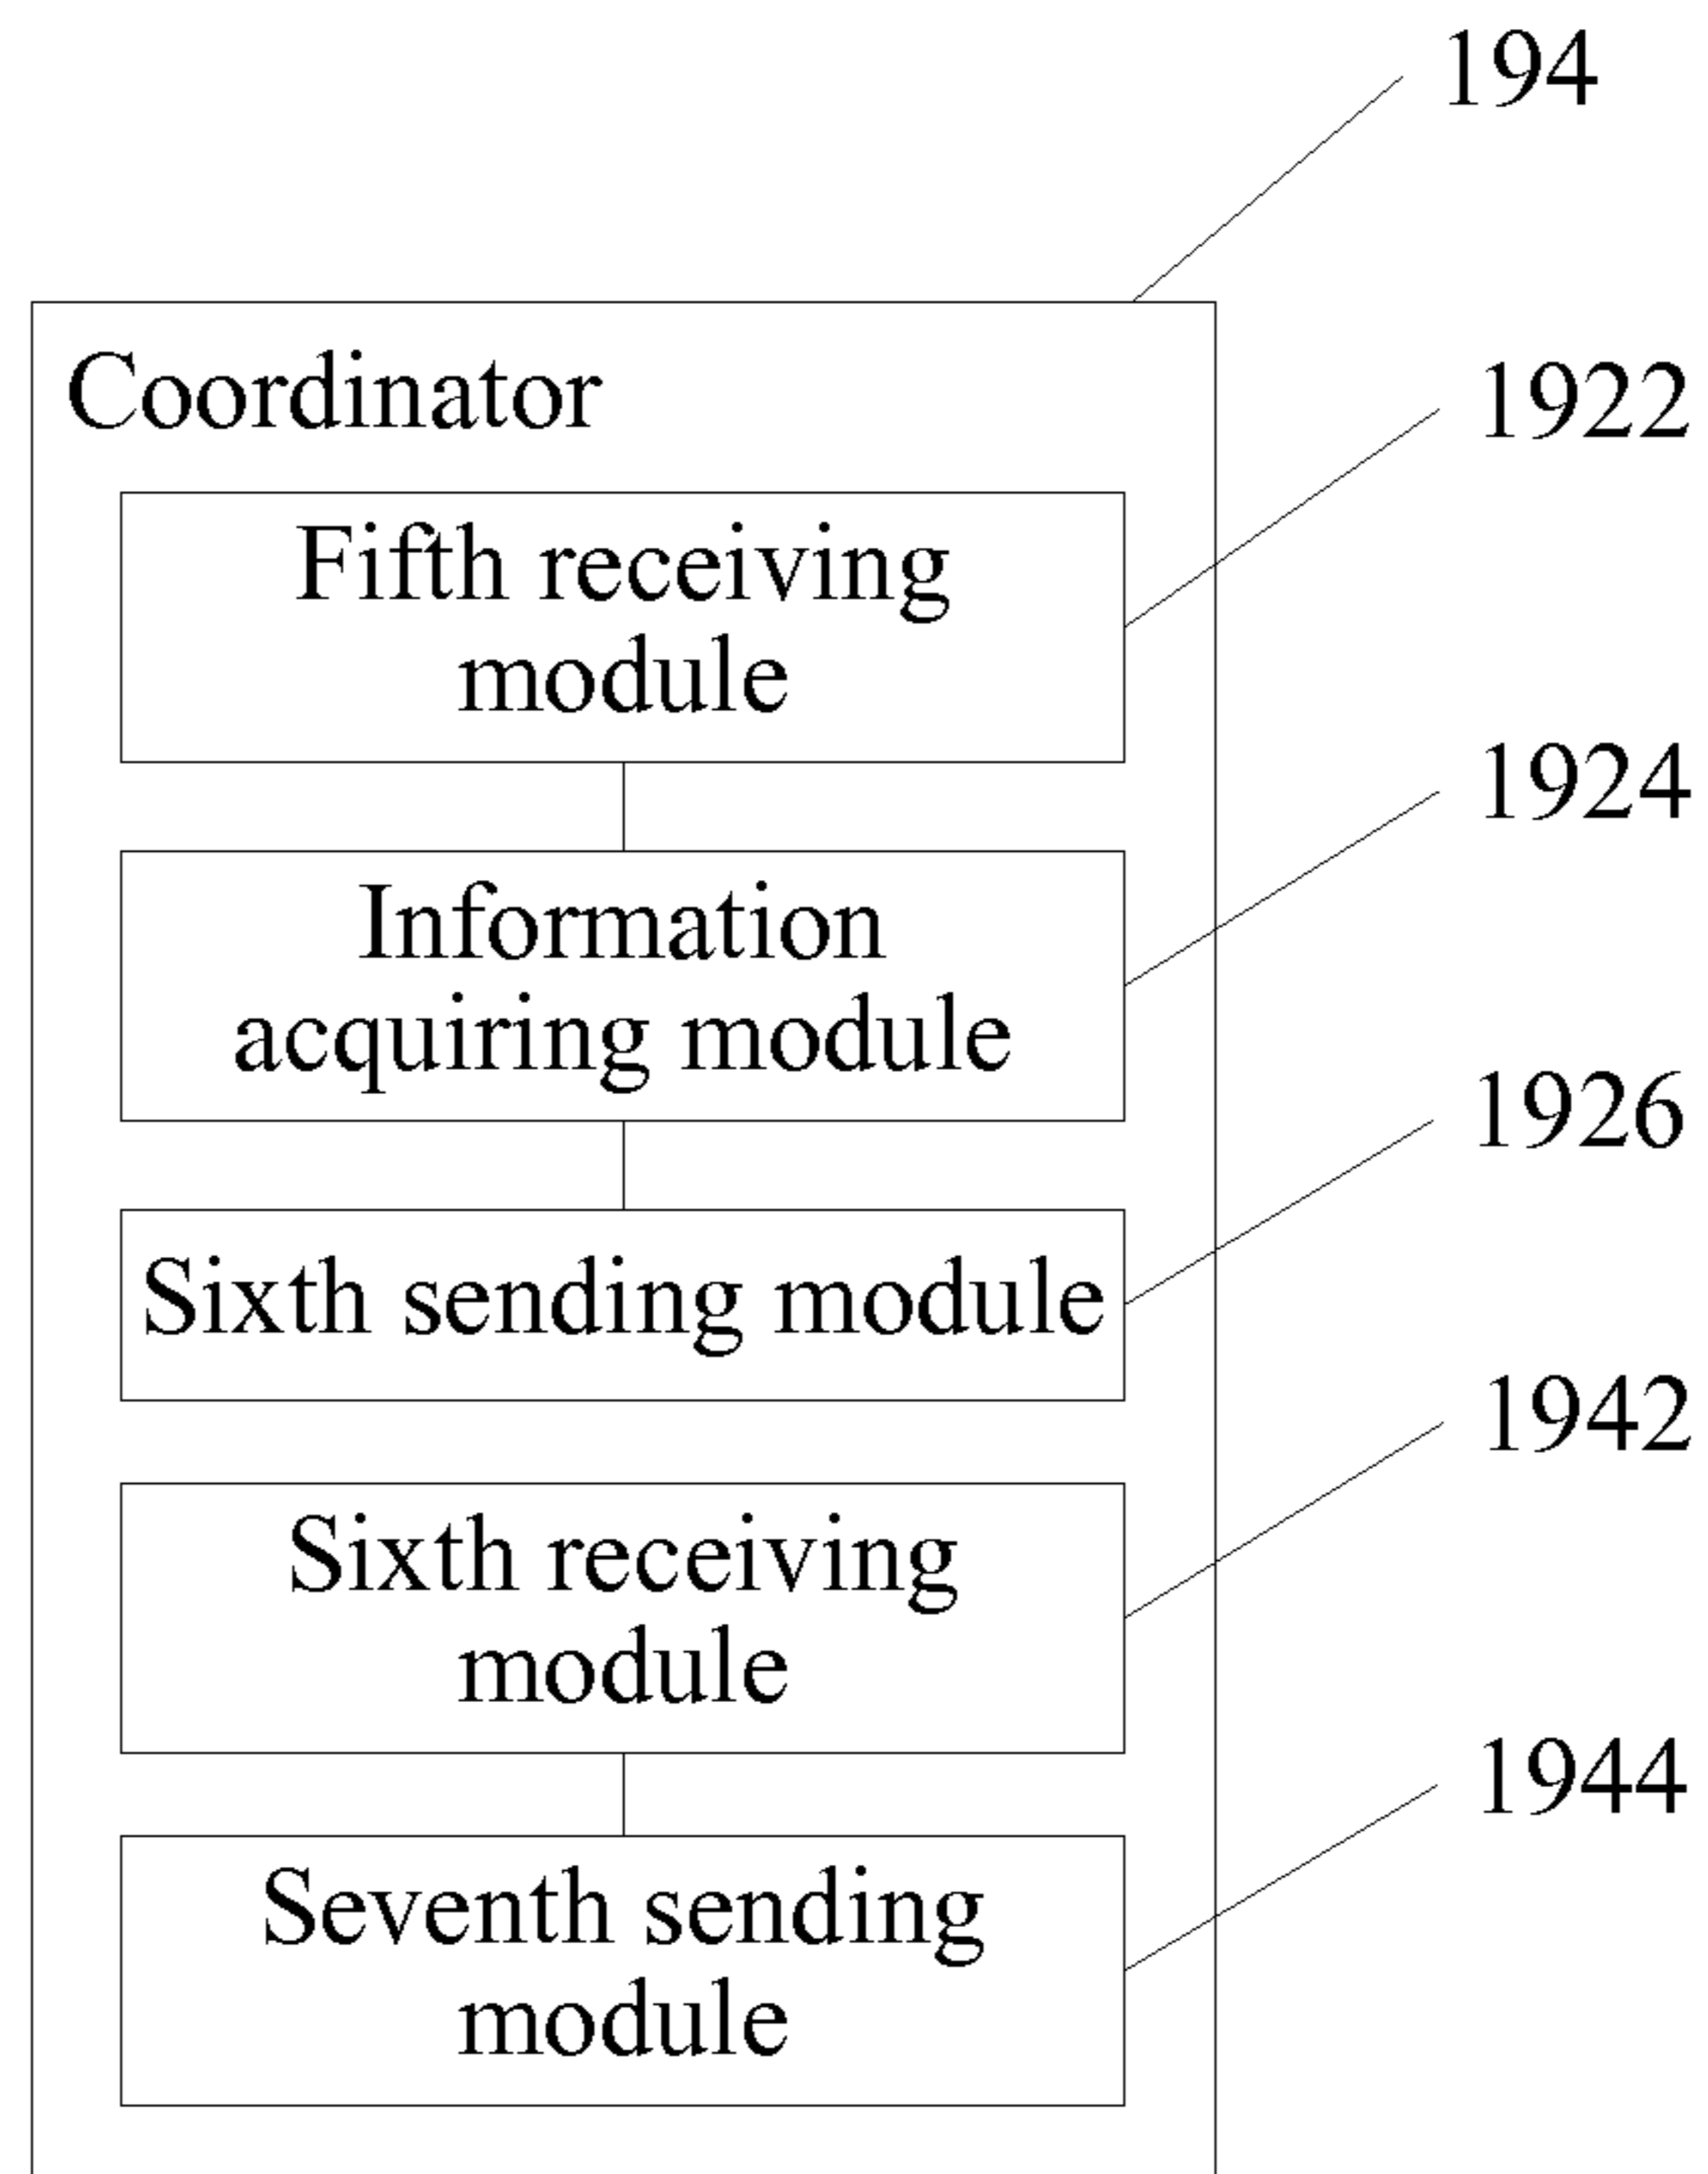 194
Coordinator
1922
Fifth receiving
module
1924
Information
acquiring module
1926
Sixth sending module
1942
Sixth receiving
module
1944
Seventh sending
module